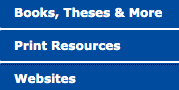 Books, Theses & More
Print Resources
Websites